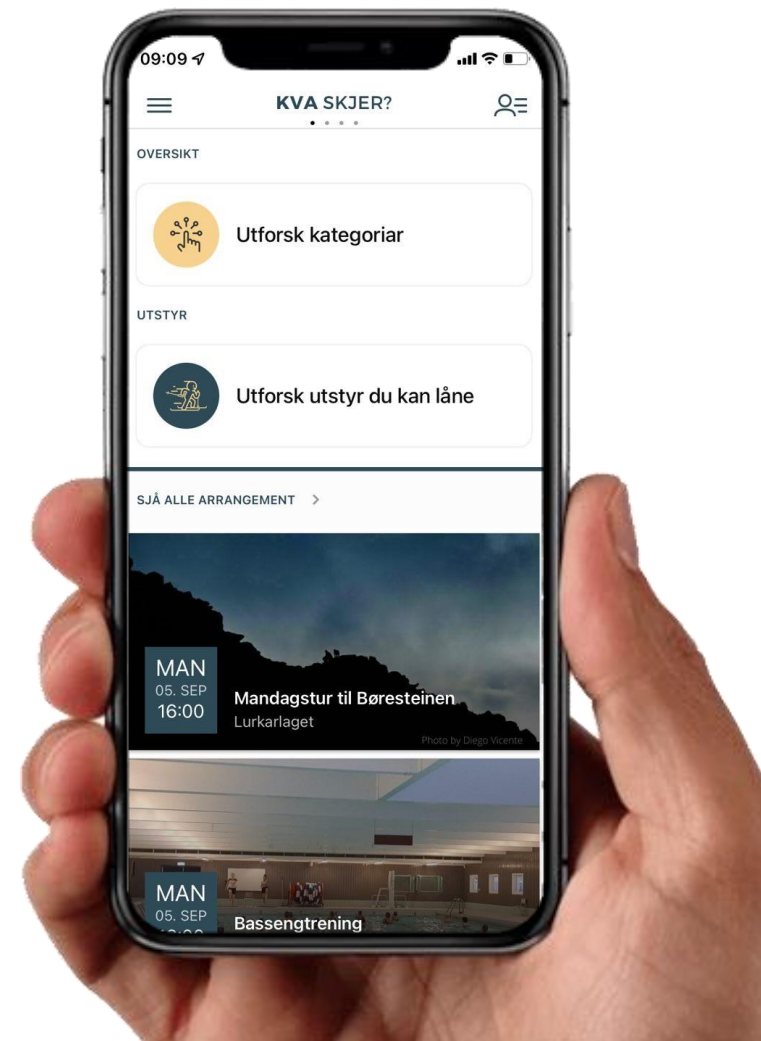 09:09
KVA SKJER?
OVERSIKT
Utforsk kategoriar
UTSTYR
Utforsk utstyr du kan låne
SJÅ ALLE ARRANGEMENT
MAN
05. SEP
16:00
Mandagstur til Børesteinen
Lurkarlaget
Photo by Diego Vicente
MAN
05. SEP
Bassengtrening